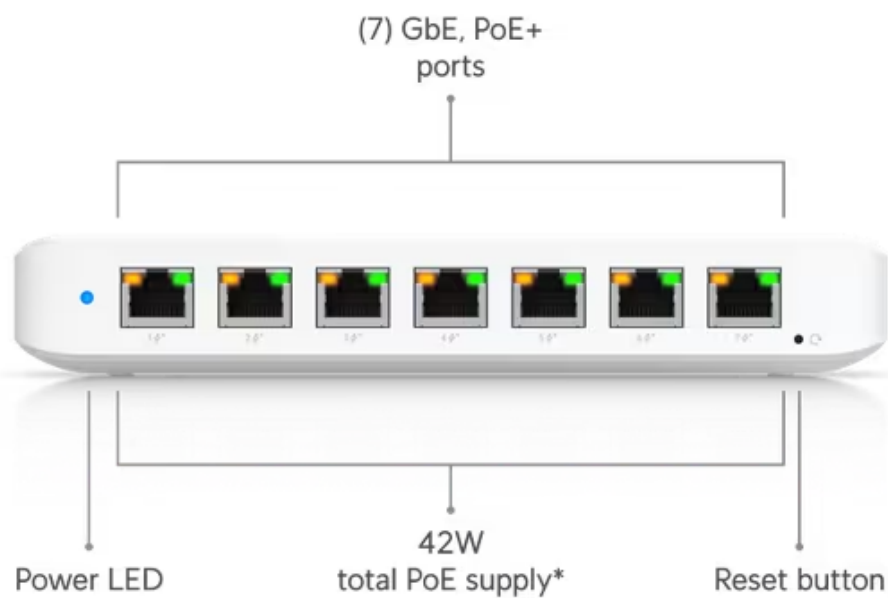 (7) GbE, PoE+
ports
42W
Power LED
total PoE supply*
Reset button